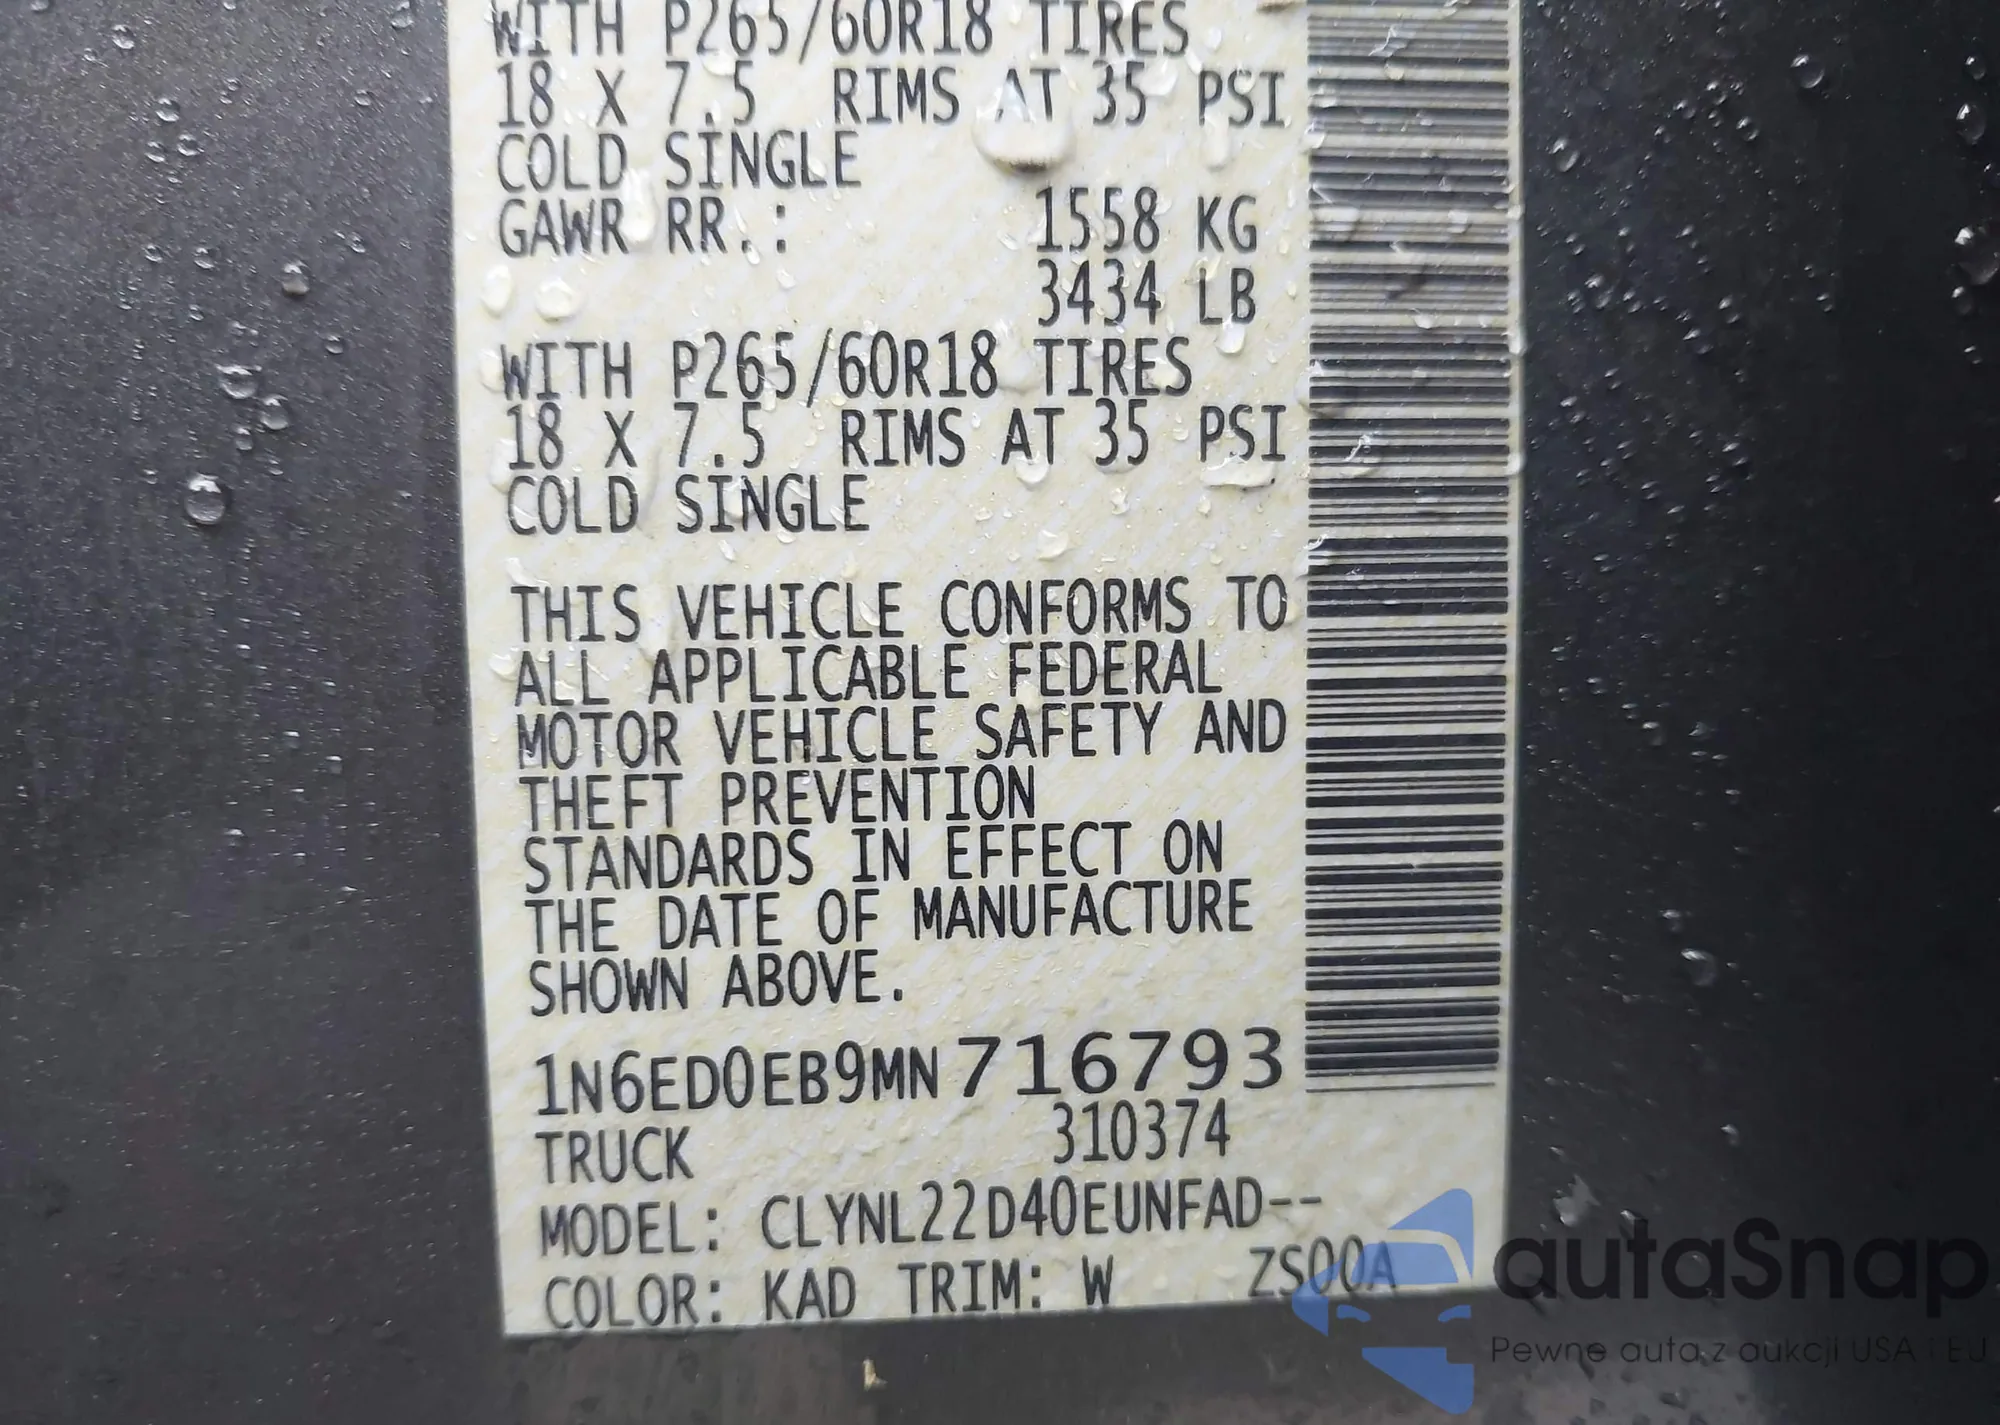 WITH P265/60R18 TIRES
18 X 7.5 RIMS AT 35 PSI
COLD SINGLE
GAWR RR.: 1558 KG
3434 LB
WITH P265/60R18 TIRES
18 X 7.5 RIMS AT 35 PSI
COLD SINGLE
THIS VEHICLE CONFORMS TO
ALL APPLICABLE FEDERAL
MOTOR VEHICLE SAFETY AND
THEFT PREVENTION
STANDARDS IN EFFECT ON
THE DATE OF MANUFACTURE
SHOWN ABOVE.
1N6ED0EB9MN716793
TRUCK 310374
MODEL: CLYNL22D40EUNFAD--
COLOR: KAD TRIM: W ZS00A
autaSnap
Pewne auta z aukcji USA i EU